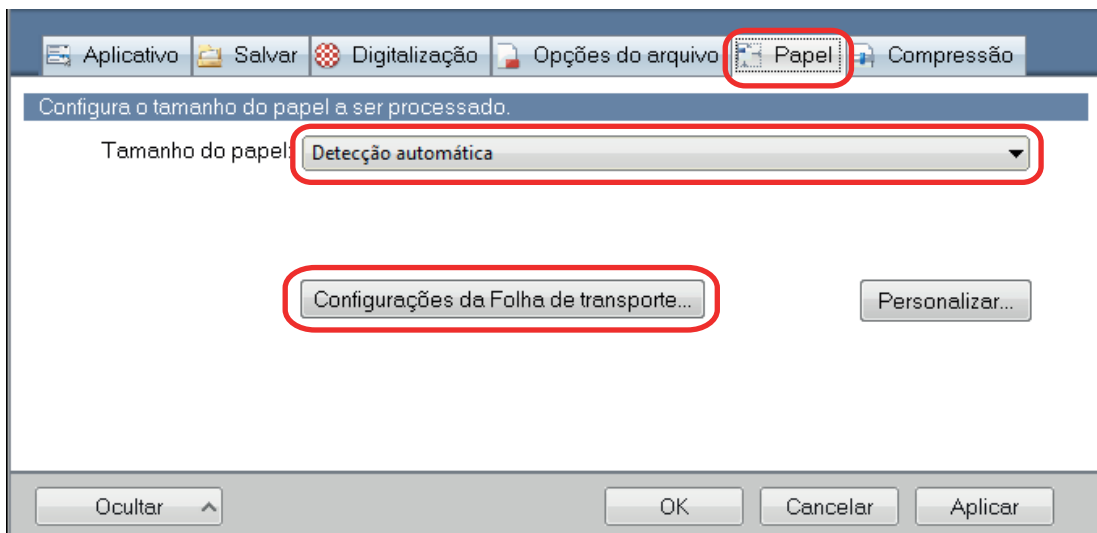 Aplicativo Salvar Digitalização Opções do arquivo Papel Compressão
Configura o tamanho do papel a ser processado.
Tamanho do papel: Detecção automática
Configurações da Folha de transporte... Personalizar...
Ocultar OK Cancelar Aplicar